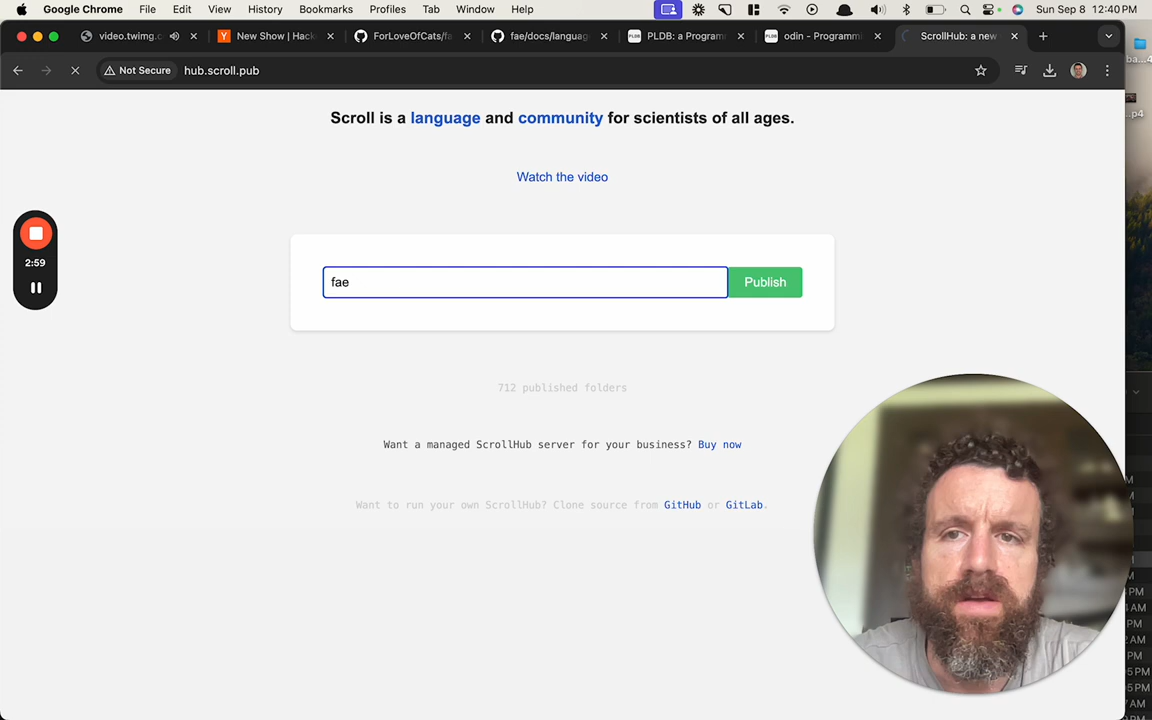 Google Chrome File Edit View History Bookmarks Profiles Tab Window Help Sun Sep 8 12:40 PM
video.twimg.c New Show | Hac ForLoveOfCats/fa fae/docs/langua PLDB: a Program odin - Programm ScrollHub: a new
Not Secure hub.scroll.pub
Scroll is a language and community for scientists of all ages.
Watch the video
2:59
fae Publish
712 published folders
Want a managed ScrollHub server for your business? Buy now
Want to run your own ScrollHub? Clone source from GitHub or GitLab.